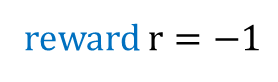 reward r = −1